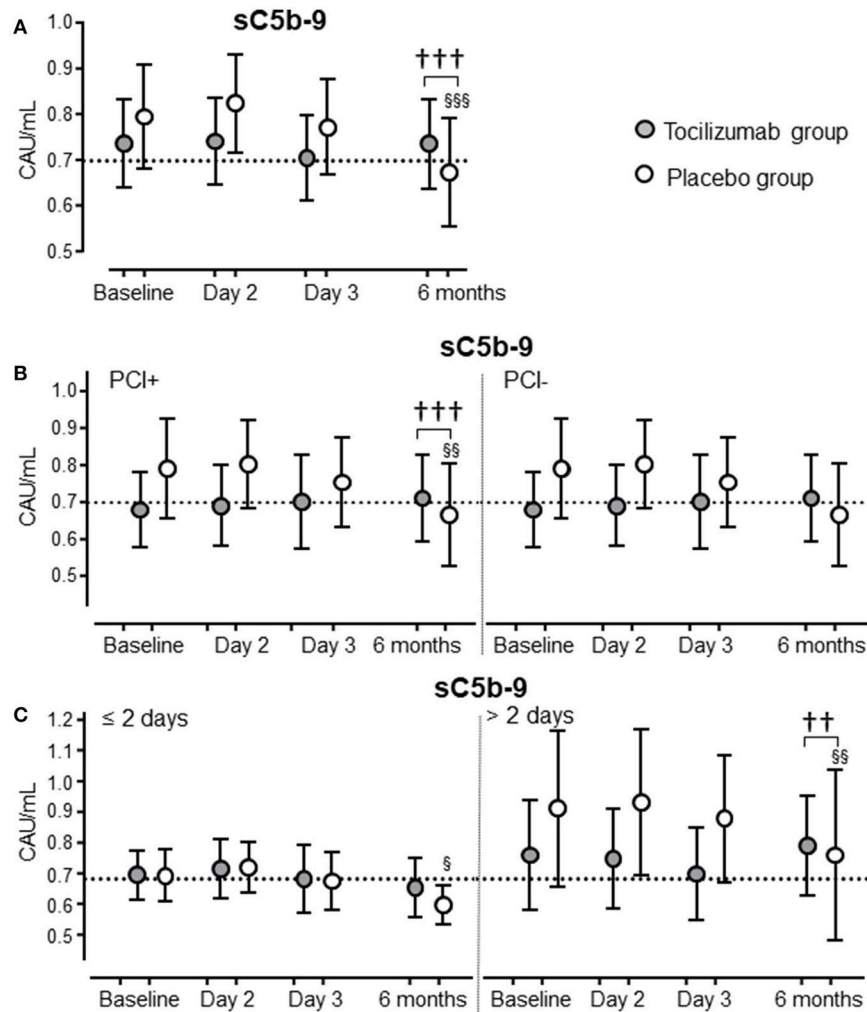 A
sC5b-9
1.0
0.9
0.8
0.7
0.6
0.5
CAU/mL
†††
§§§
Tocilizumab group
Placebo group
Baseline Day 2 Day 3 6 months
sC5b-9
B
PCI+
PCI-
1.0
0.9
0.8
0.7
0.6
0.5
CAU/mL
†††
§§
Baseline Day 2 Day 3 6 months Baseline Day 2 Day 3 6 months
sC5b-9
C
≤ 2 days
> 2 days
1.2
1.1
1.0
0.9
0.8
0.7
0.6
0.5
CAU/mL
§
††
§§
Baseline Day 2 Day 3 6 months Baseline Day 2 Day 3 6 months